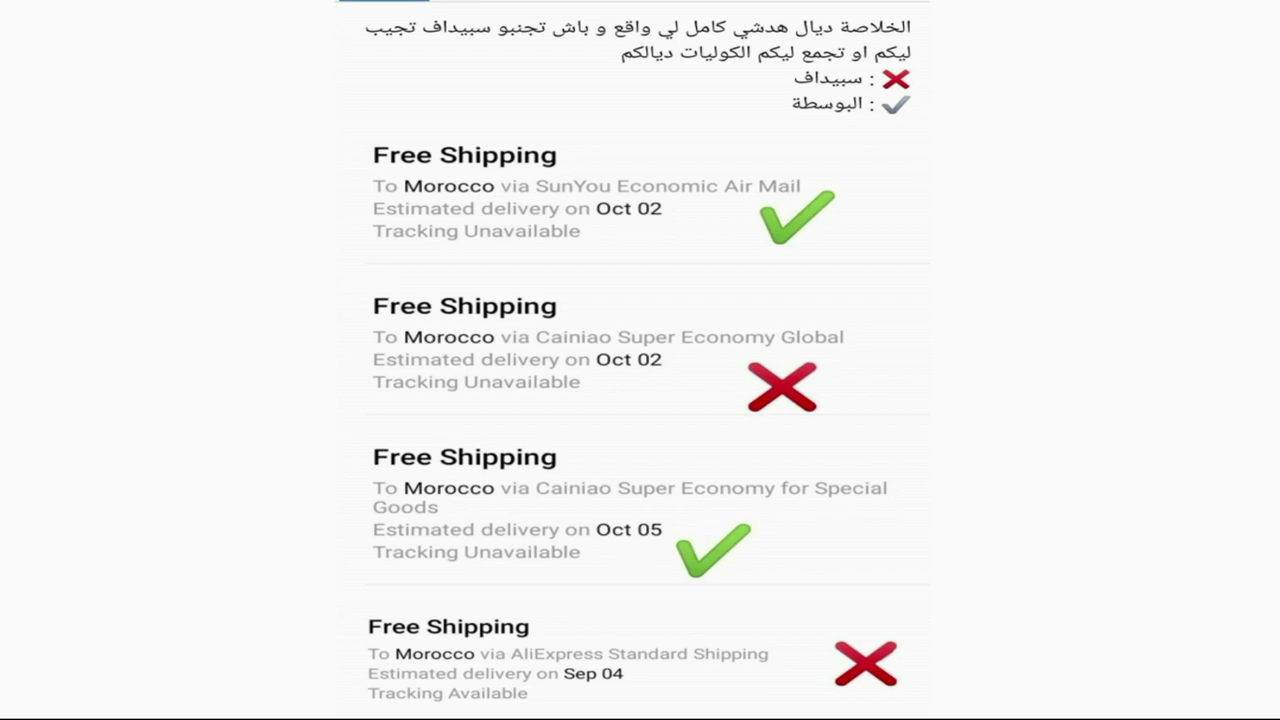 الخلاصة ديال هدشي كامل لي واقع و باش تجنبو سبيداف تجيب
ليكم او تجمع ليكم الكوليات ديالكم
❌ : سبيداف
✔ : البوسطة
Free Shipping
To Morocco via SunYou Economic Air Mail
Estimated delivery on Oct 02
Tracking Unavailable
Free Shipping
To Morocco via Cainiao Super Economy Global
Estimated delivery on Oct 02
Tracking Unavailable
Free Shipping
To Morocco via Cainiao Super Economy for Special
Goods
Estimated delivery on Oct 05
Tracking Unavailable
Free Shipping
To Morocco via AliExpress Standard Shipping
Estimated delivery on Sep 04
Tracking Available